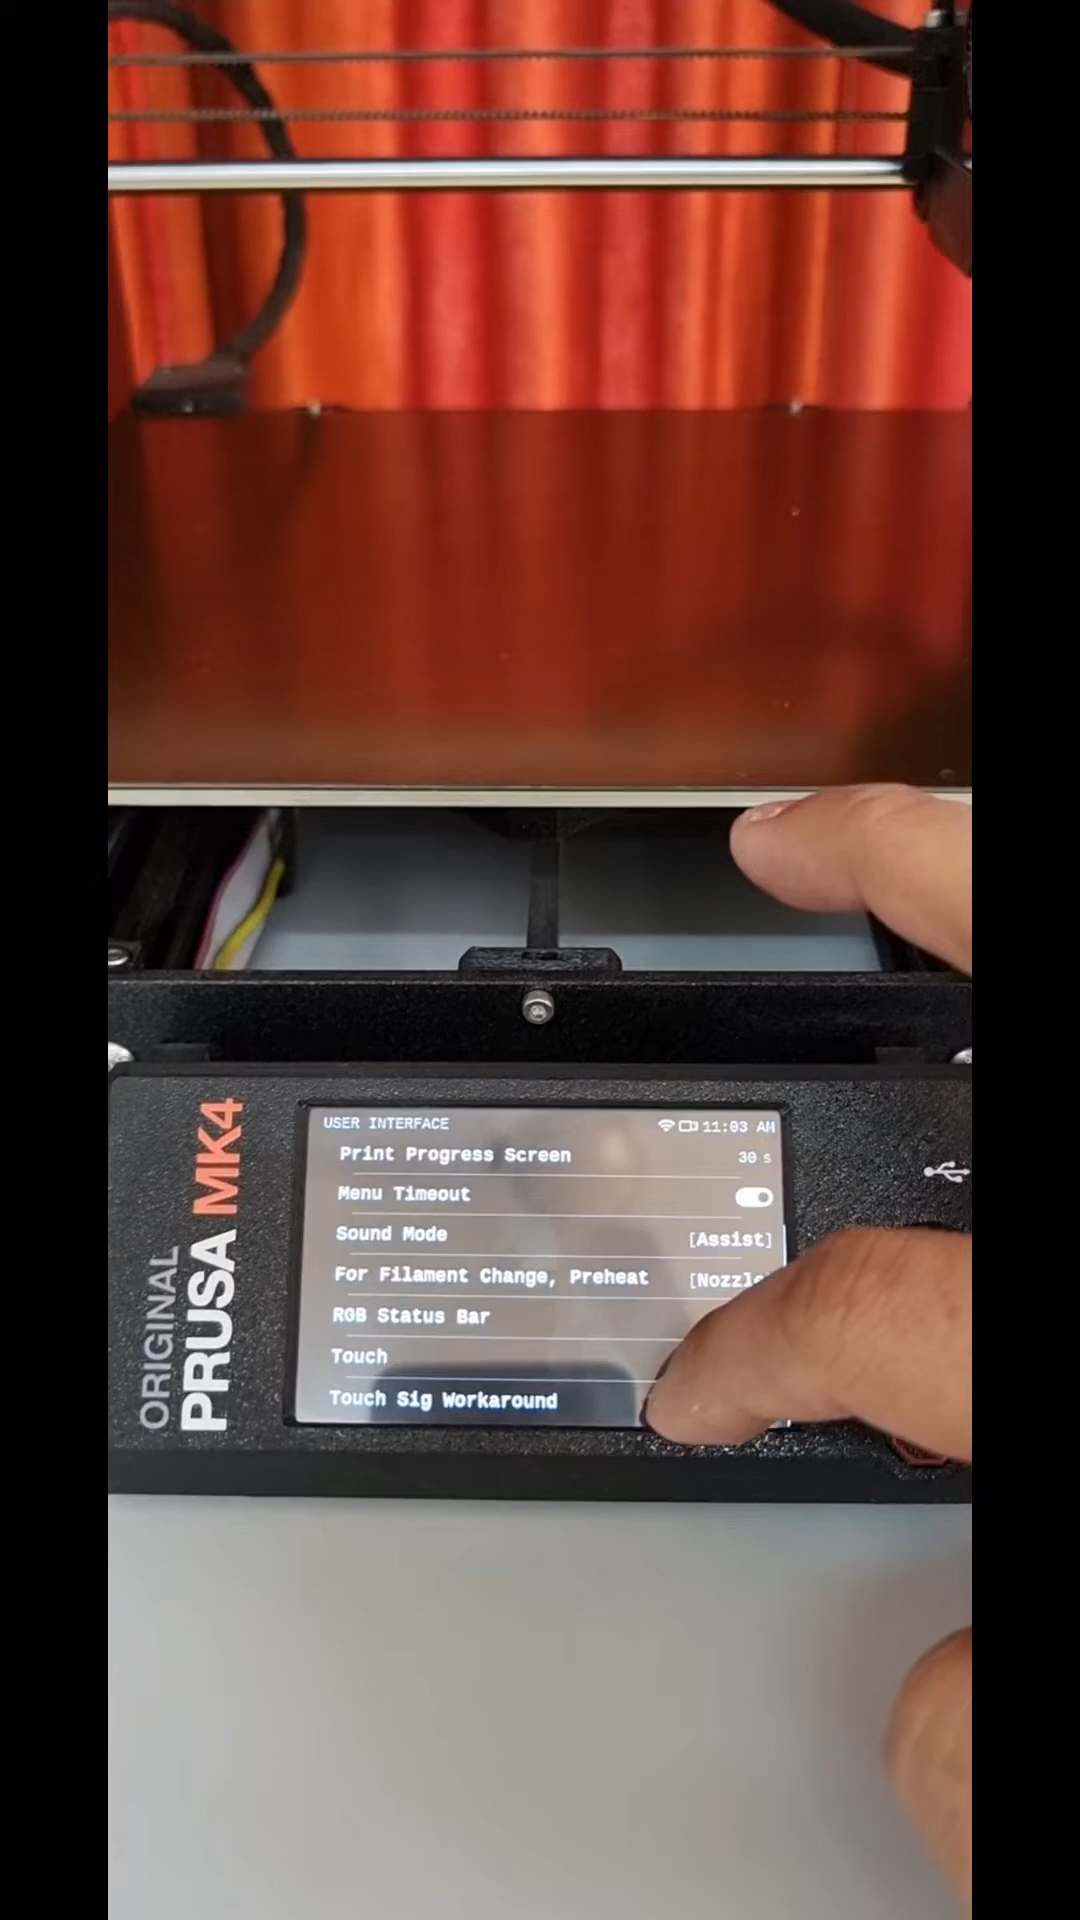 ORIGINAL
PRUSA MK4
USER INTERFACE 11:03 AM
Print Progress Screen 30 s
Menu Timeout
Sound Mode [Assist]
For Filament Change, Preheat [Nozzle
RGB Status Bar
Touch
Touch Sig Workaround